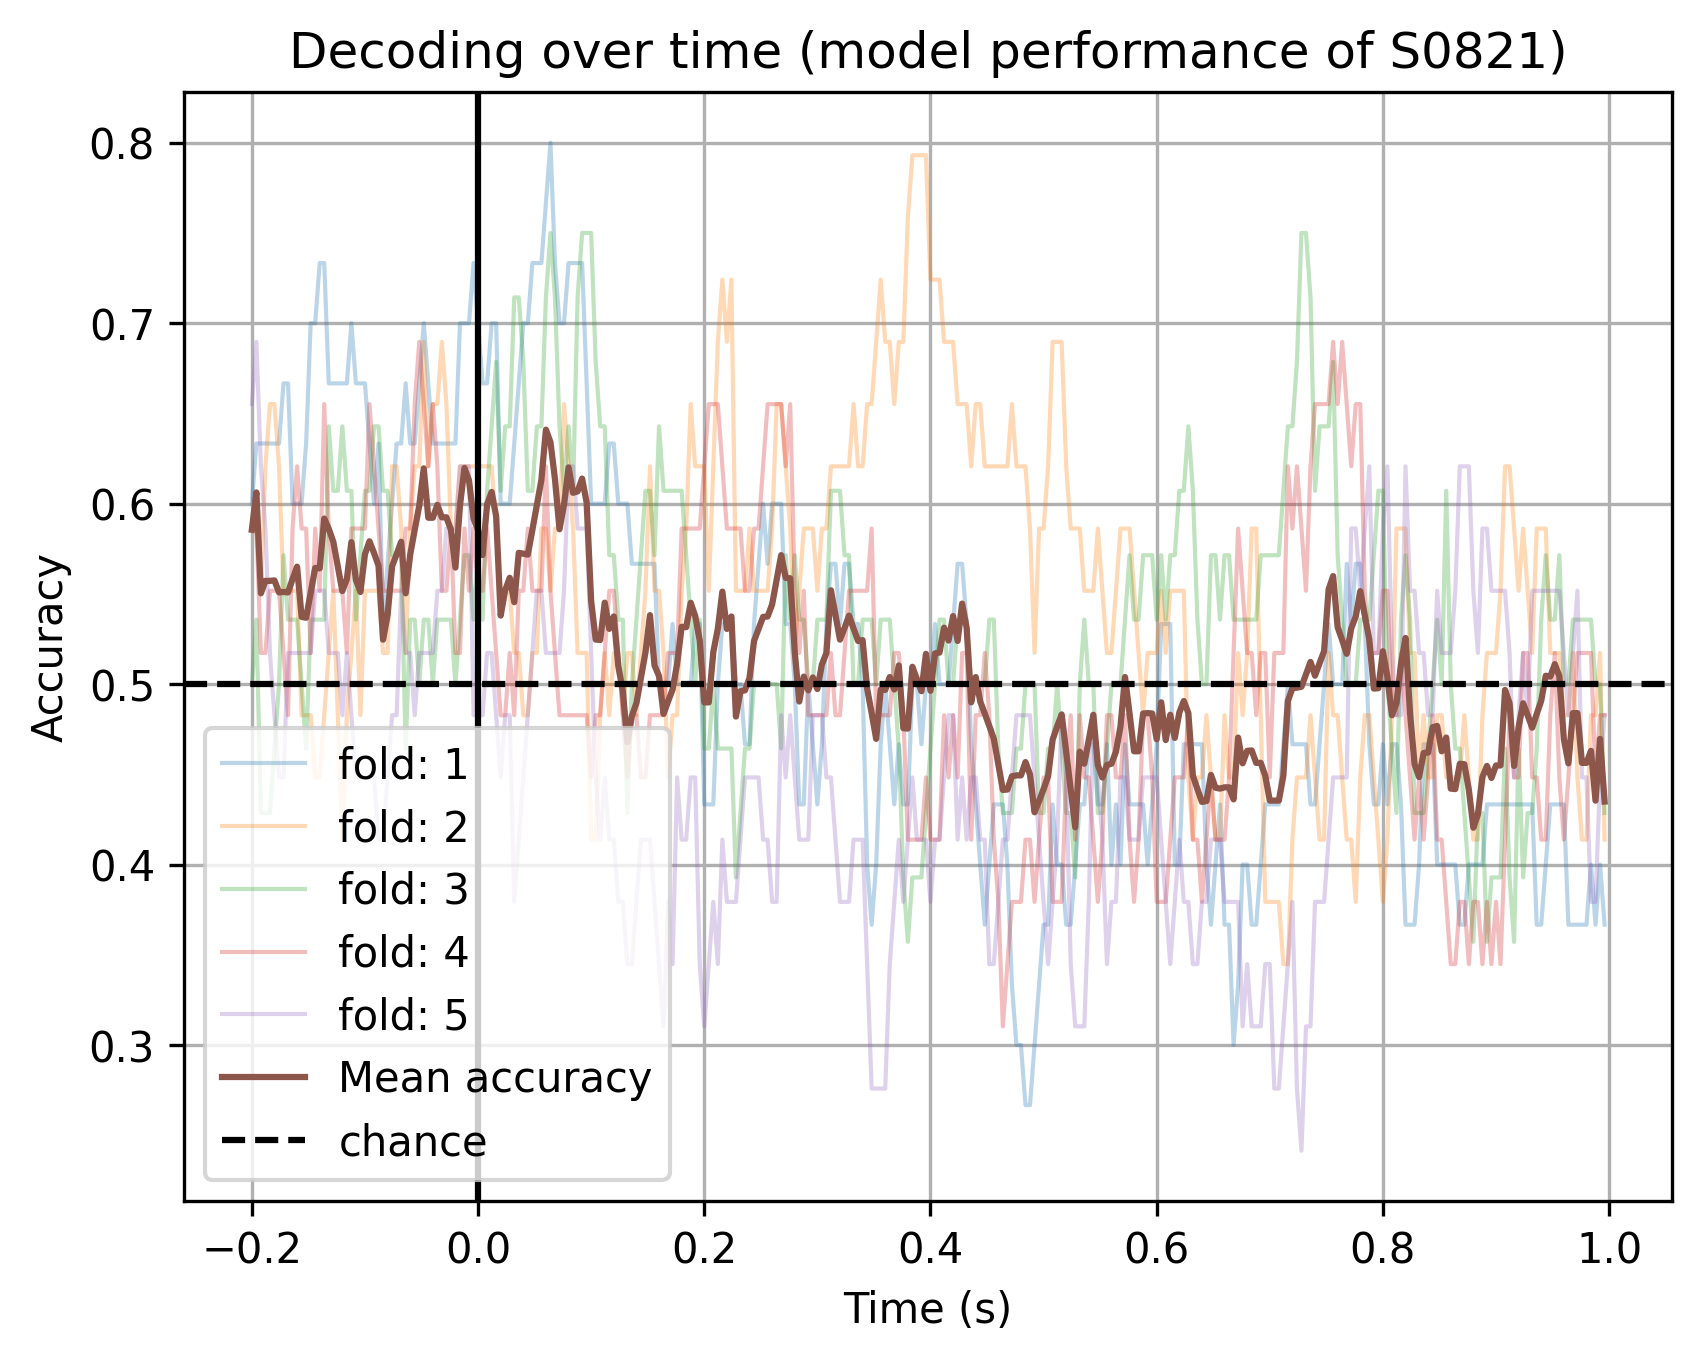 Decoding over time (model performance of S0821)
Accuracy
0.8
0.7
0.6
0.5
0.4
0.3
fold: 1
fold: 2
fold: 3
fold: 4
fold: 5
Mean accuracy
chance
−0.2 0.0 0.2 0.4 0.6 0.8 1.0
Time (s)